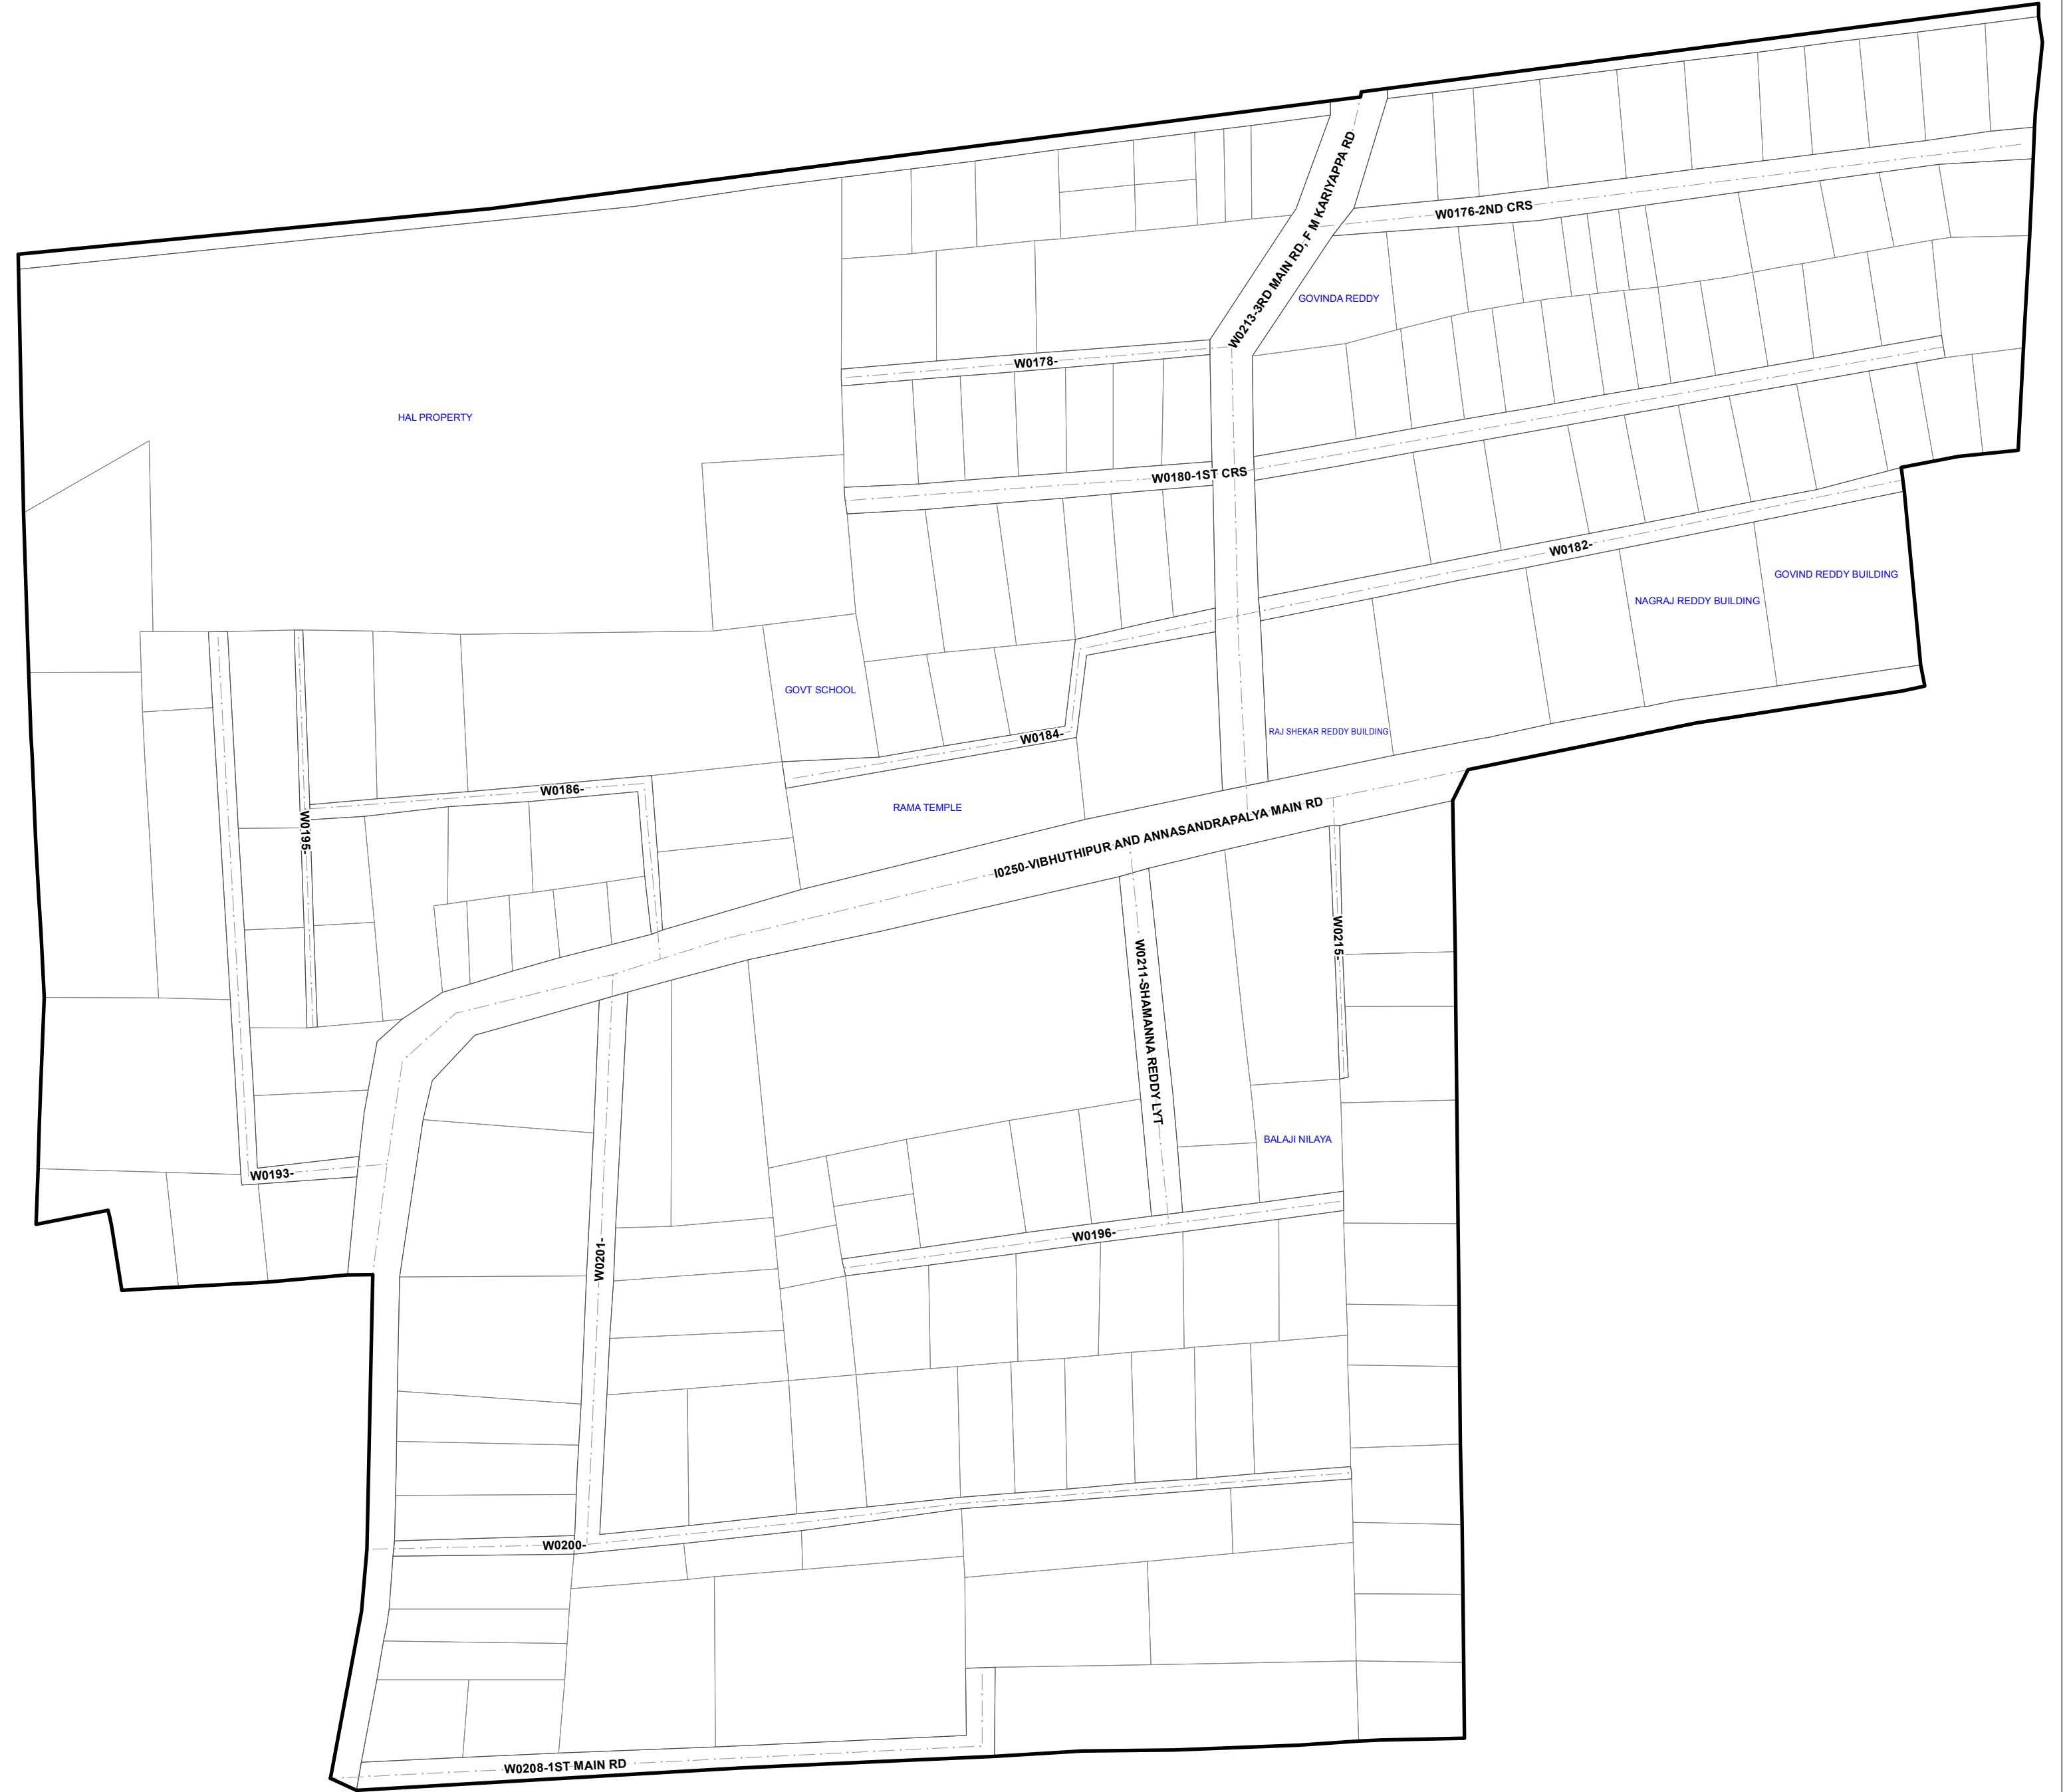 W0213-3RD MAIN RD, F M KARIYAPPA RD
W0176-2ND CRS
GOVINDA REDDY
W0178-
HAL PROPERTY
W0180-1ST CRS
W0182-
GOVIND REDDY BUILDING
NAGRAJ REDDY BUILDING
GOVT SCHOOL
RAJ SHEKAR REDDY BUILDING
W0184-
W0186-
RAMA TEMPLE
W0195-
I0250-VIBHUTHIPUR AND ANNASANDRAPALYA MAIN RD
W0215-
W0211-SHAMANNA REDDY LYT
BALAJI NILAYA
W0193-
W0196-
W0201-
W0200-
W0208-1ST MAIN RD